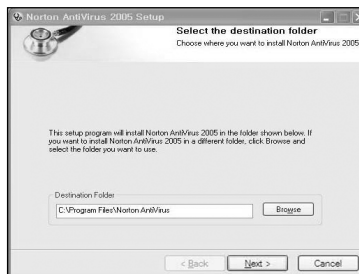 Norton AntiVirus 2005 Setup
Select the destination folder
Choose where you want to install Norton AntiVirus 2005
This setup program will install Norton AntiVirus 2005 in the folder shown below. If
you want to install Norton AntiVirus 2005 in a different folder, click Browse and
select the folder you want to use.
Destination Folder
C:\Program Files\Norton AntiVirus
Browse
< Back
Next >
Cancel